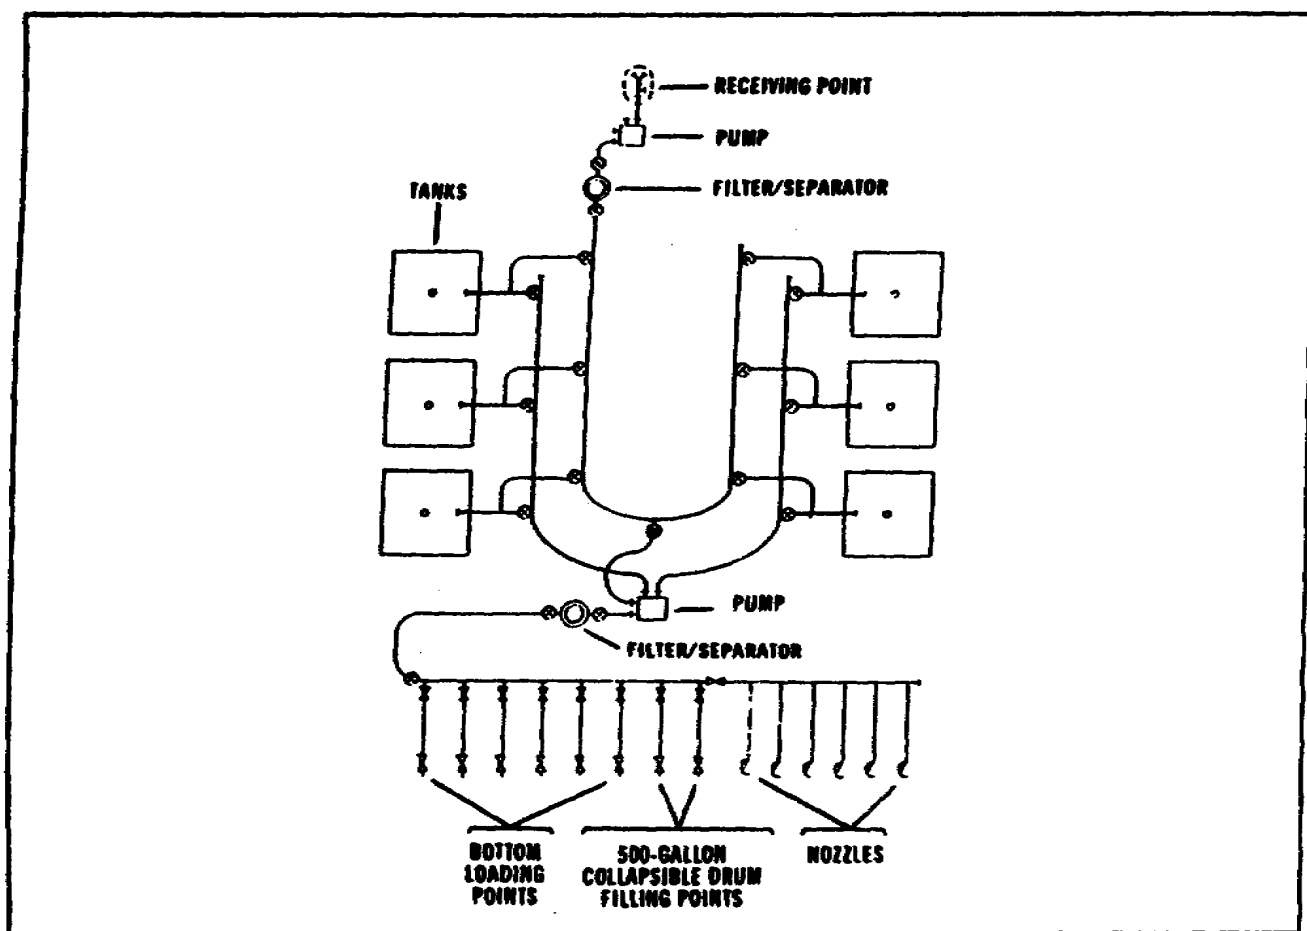 RECEIVING POINT
PUMP
FILTER/SEPARATOR
TANKS
PUMP
FILTER/SEPARATOR
BOTTOM
LOADING
POINTS
500-GALLON
COLLAPSIBLE DRUM
FILLING POINTS
NOZZLES